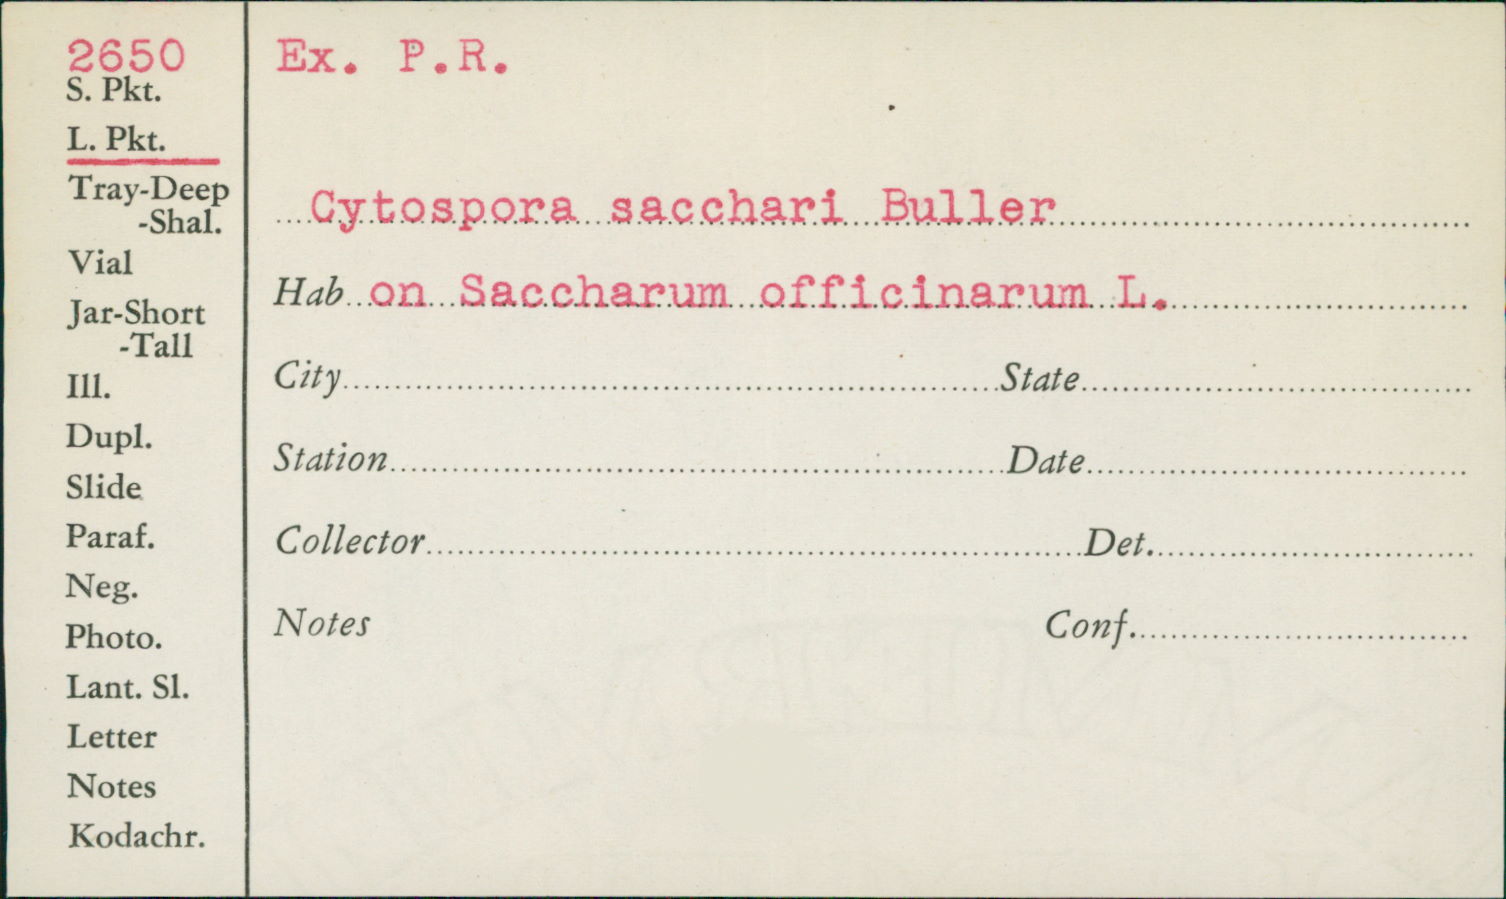 2650
S. Pkt.
L. Pkt.
Tray-Deep
-Shal.
Vial
Jar-Short
-Tall
Ill.
Dupl.
Slide
Paraf.
Neg.
Photo.
Lant. Sl.
Letter
Notes
Kodachr.
Ex. P.R.
Cytospora sacchari Buller
Hab on Saccharum officinarum L.
City State
Station Date
Collector Det.
Notes Conf.